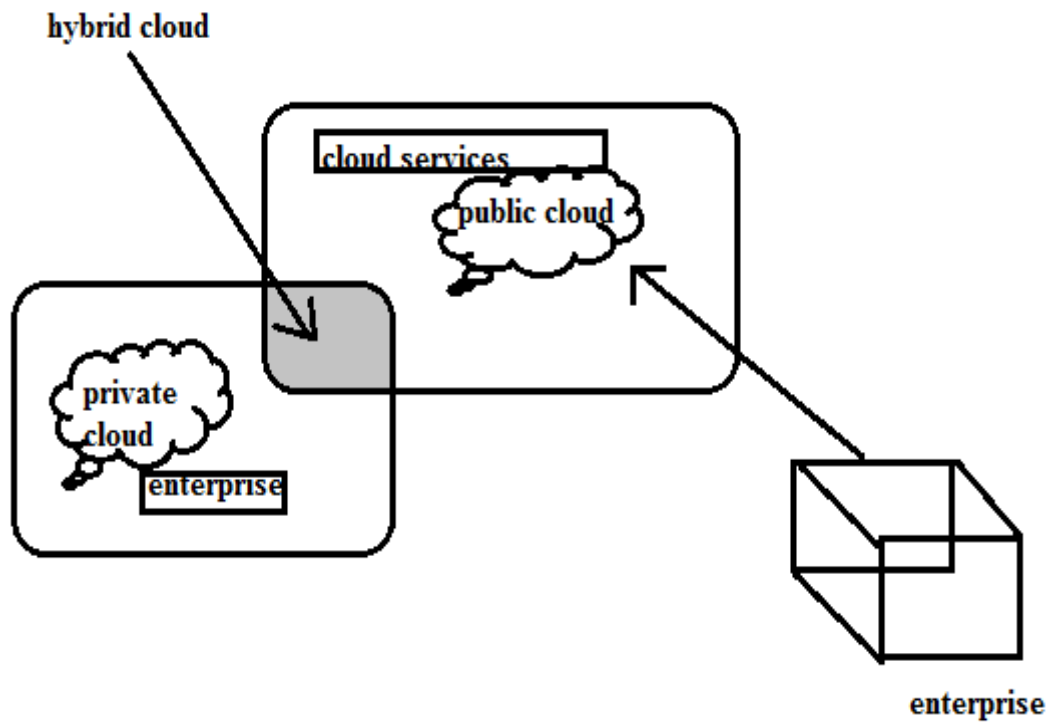 hybrid cloud
cloud services
public cloud
private
cloud
enterprise
enterprise